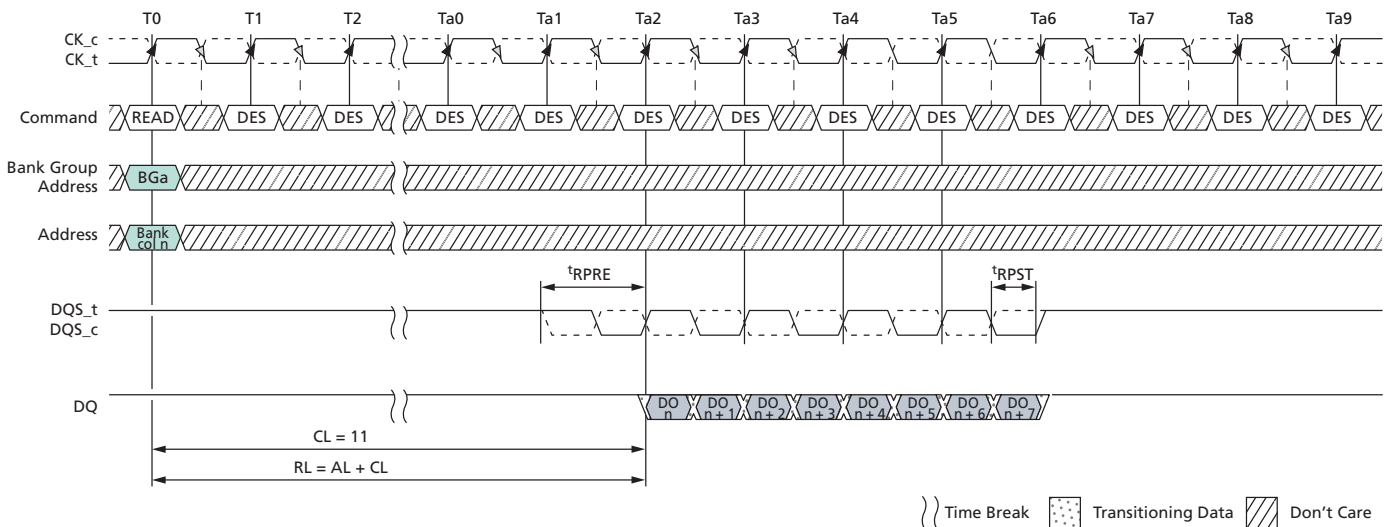 T0 T1 T2 Ta0 Ta1 Ta2 Ta3 Ta4 Ta5 Ta6 Ta7 Ta8 Ta9
CK_c
CK_t
Command READ DES DES DES DES DES DES DES DES DES DES DES DES
Bank Group
Address
BGa
Address
Bank
col n
tRPRE
tRPST
DQS_t
DQS_c
DQ
DO n DO n + 1 DO n + 2 DO n + 3 DO n + 4 DO n + 5 DO n + 6 DO n + 7
CL = 11
RL = AL + CL
Time Break Transitioning Data Don't Care